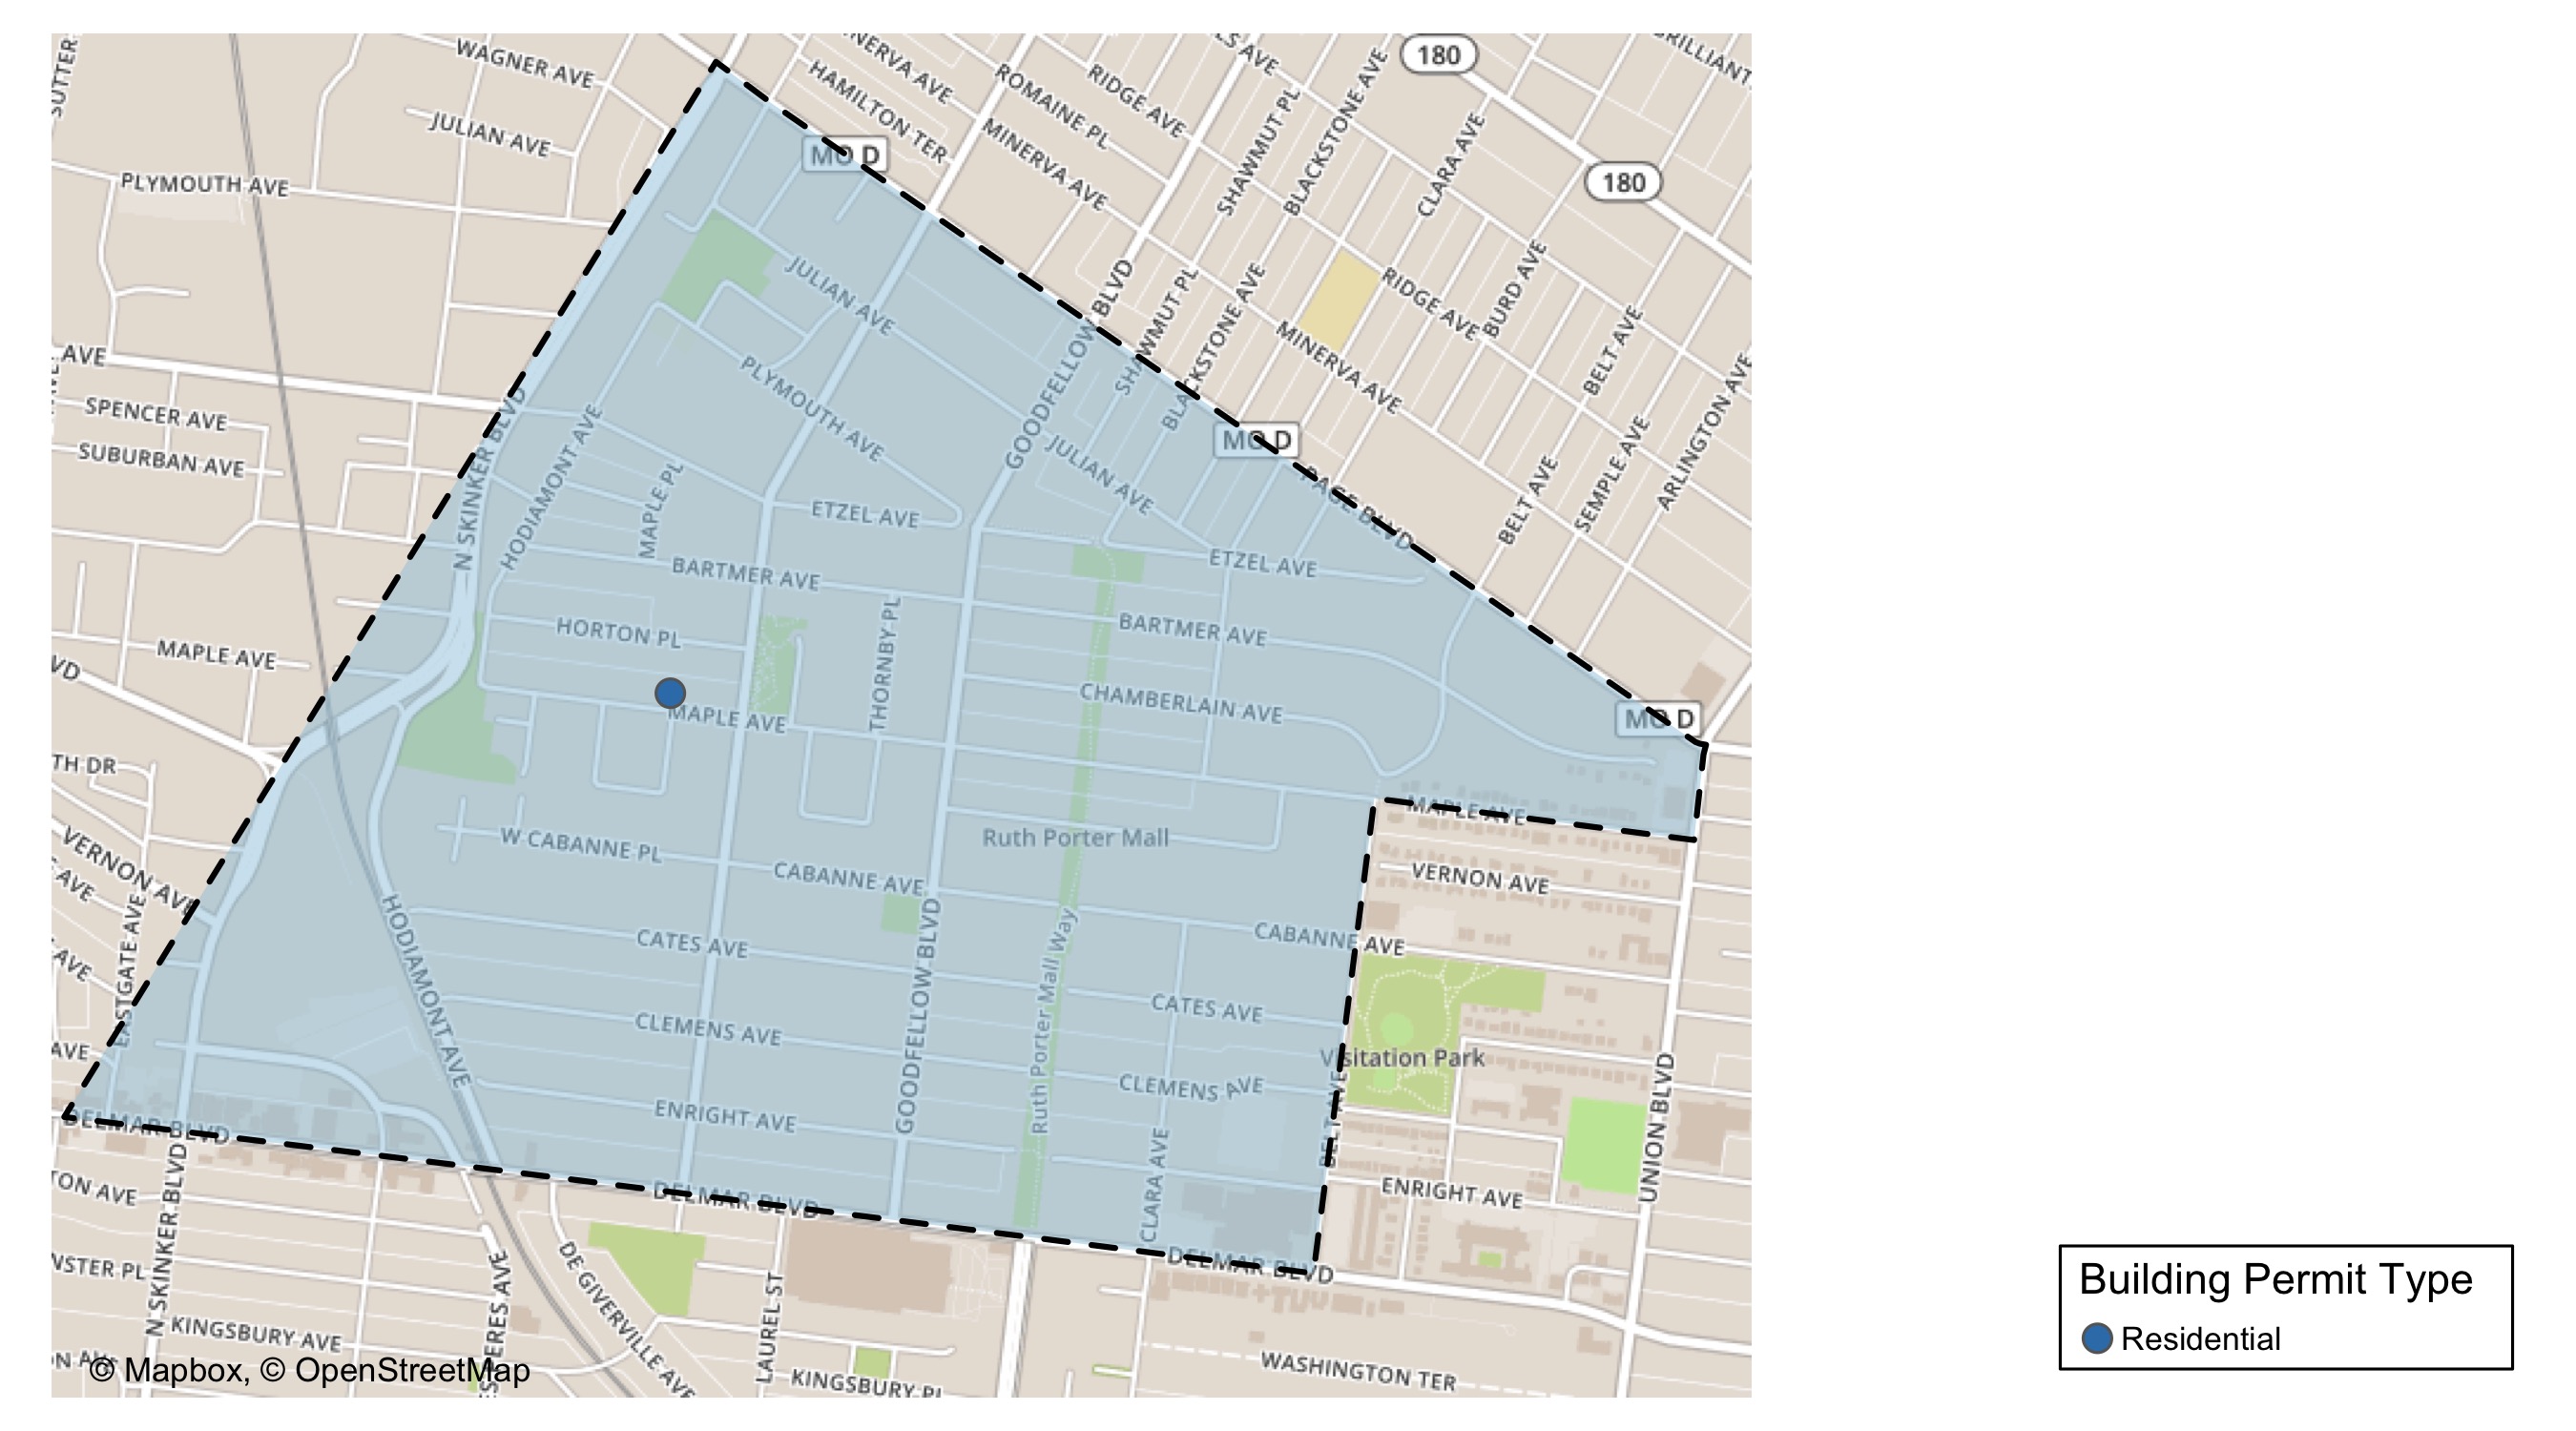 SUTTER
WAGNER AVE
JULIAN AVE
PLYMOUTH AVE
HAMILTON TER
ROMAINE PL
RIDGE AVE
MINERVA AVE
SHAWMUT PL
BLACKSTONE AVE
CLARA AVE
180
180
MO D
JULIAN AVE
GOODFELLOW BLVD
SHAWMUT PL
BLACKSTONE AVE
MINERVA AVE
RIDGE AVE
BURD AVE
BELT AVE
ARLINGTON AVE
AVE
SPENCER AVE
SUBURBAN AVE
N SKINKER BLVD
HODIAMONT AVE
MAPLE PL
PLYMOUTH AVE
ETZEL AVE
JULIAN AVE
MO D
PAGE BLVD
BELT AVE
SEMPLE AVE
ETZEL AVE
BARTMER AVE
HORTON PL
THORNBY PL
BARTMER AVE
MAPLE AVE
MAPLE AVE
CHAMBERLAIN AVE
MO D
MAPLE AVE
TH DR
VERNON AVE
AVE
W CABANNE PL
CABANNE AVE
Ruth Porter Mall
VERNON AVE
CABANNE AVE
EASTGATE AVE
AVE
HODIAMONT AVE
CATES AVE
GOODFELLOW BLVD
Ruth Porter Mall Way
CATES AVE
CLEMENS AVE
CLEMENS AVE
Visitation Park
AVE
ENRIGHT AVE
CLARA AVE
BELT AVE
UNION BLVD
ENRIGHT AVE
DELMAR BLVD
DELMAR BLVD
DELMAR BLVD
TON AVE
N SKINKER BLVD
DE GIVERVILLE AVE
LAUREL ST
KINGSBURY AVE
KINGSBURY PL
WASHINGTON TER
© Mapbox, © OpenStreetMap
Building Permit Type
Residential